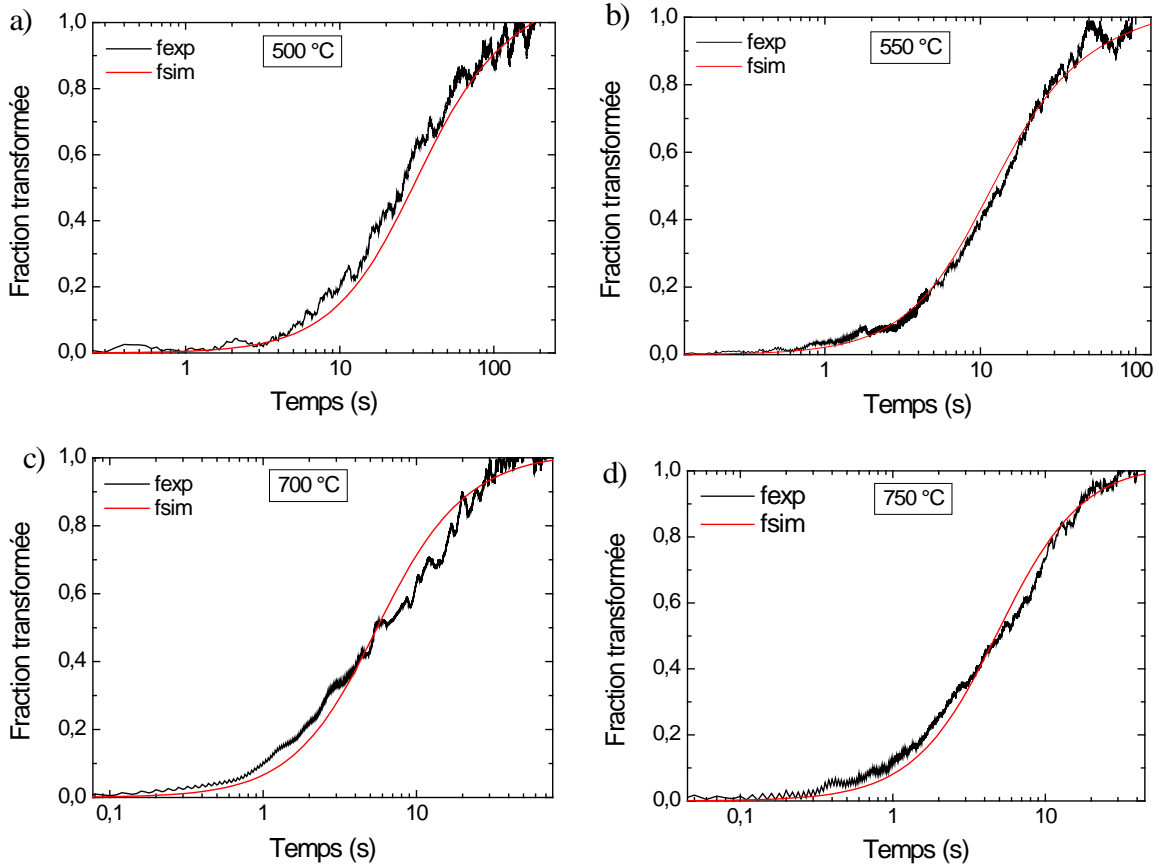 a)
500 °C
fexp
fsim
Fraction transformée
1,0
0,8
0,6
0,4
0,2
0,0
1
10
100
Temps (s)
b)
550 °C
fexp
fsim
Fraction transformée
1,0
0,8
0,6
0,4
0,2
0,0
1
10
100
Temps (s)
c)
700 °C
fexp
fsim
Fraction transformée
1,0
0,8
0,6
0,4
0,2
0,0
0,1
1
10
Temps (s)
d)
750 °C
fexp
fsim
Fraction transformée
1,0
0,8
0,6
0,4
0,2
0,0
0,1
1
10
Temps (s)